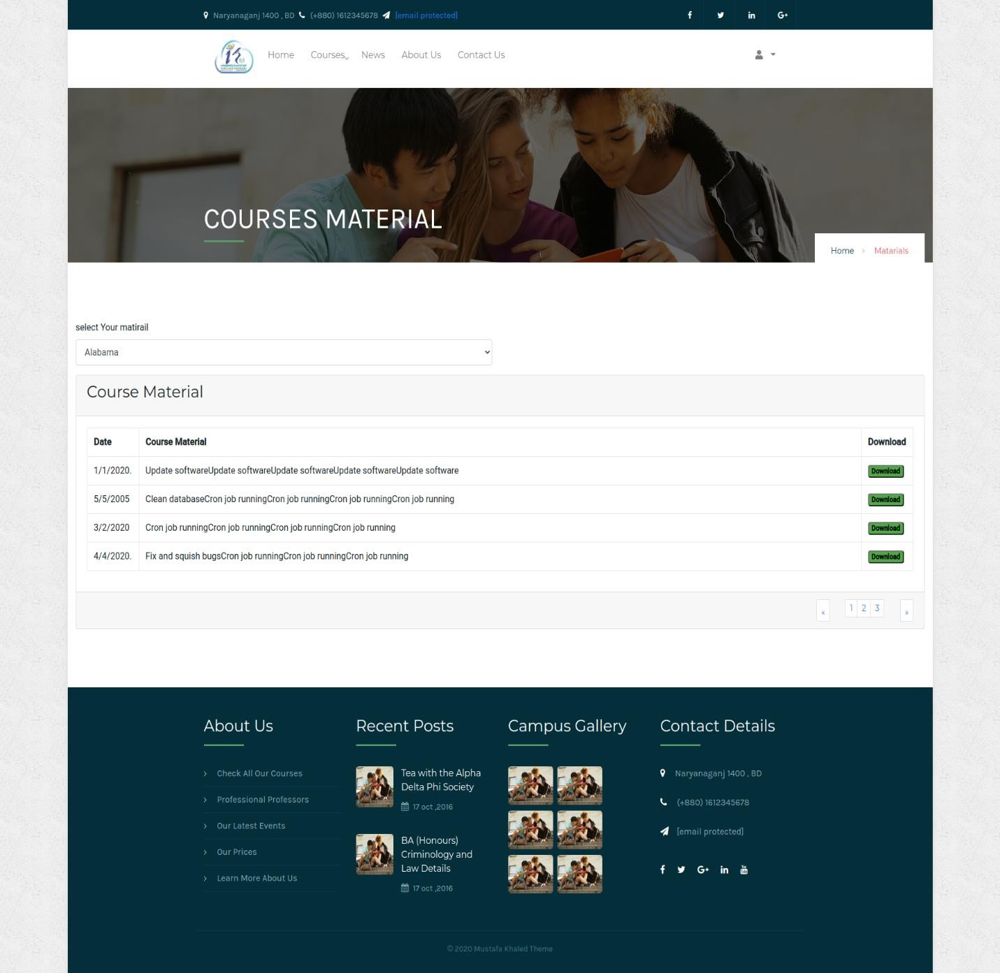 Naryanaganj 1400 , BD (+880) 1612345678 [email protected]
Home Courses News About Us Contact Us
COURSES MATERIAL
Home > Matarials
select Your matirail
Alabama
Course Material
Date Course Material Download
1/1/2020. Update softwareUpdate softwareUpdate softwareUpdate softwareUpdate software Download
5/5/2005 Clean databaseCron job runningCron job runningCron job runningCron job running Download
3/2/2020 Cron job runningCron job runningCron job runningCron job running Download
4/4/2020. Fix and squish bugsCron job runningCron job runningCron job running Download
« 1 2 3 »
About Us
Check All Our Courses
Professional Professors
Our Latest Events
Our Prices
Learn More About Us
Recent Posts
Tea with the Alpha
Delta Phi Society
17 oct ,2016
BA (Honours)
Criminology and
Law Details
17 oct ,2016
Campus Gallery
Contact Details
Naryanaganj 1400 , BD
(+880) 1612345678
[email protected]
© 2020 Mustafa Khaled Theme